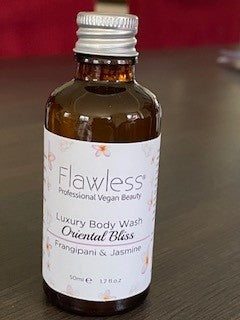 Flawless®
Professional Vegan Beauty
Luxury Body Wash
Oriental Bliss
Frangipani & Jasmine
50ml e 1.7 fl.oz